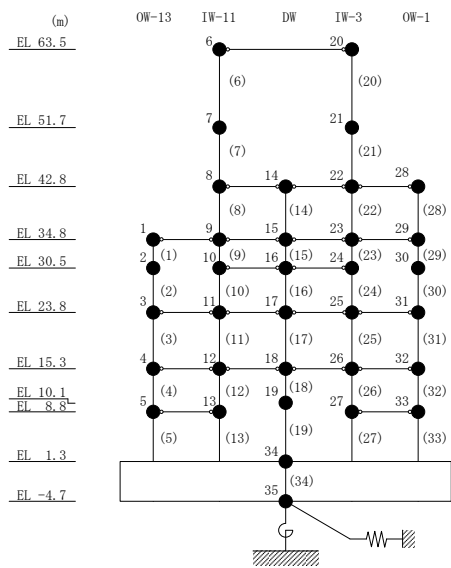 (m) OW-13 IW-11 DW IW-3 OW-1
EL 63.5 6 20
(6) (20)
EL 51.7 7 21
(7) (21)
EL 42.8 8 14 22 28
(8) (14) (22) (28)
EL 34.8 1 9 15 23 29
(1) (9) (15) (23) (29)
EL 30.5 2 10 16 24 30
(2) (10) (16) (24) (30)
EL 23.8 3 11 17 25 31
(3) (11) (17) (25) (31)
EL 15.3 4 12 18 26 32
(4) (12) (18) (26) (32)
EL 10.1 19
EL 8.8 5 13 27 33
(5) (13) (19) (27) (33)
EL 1.3 34
(34)
EL -4.7 35